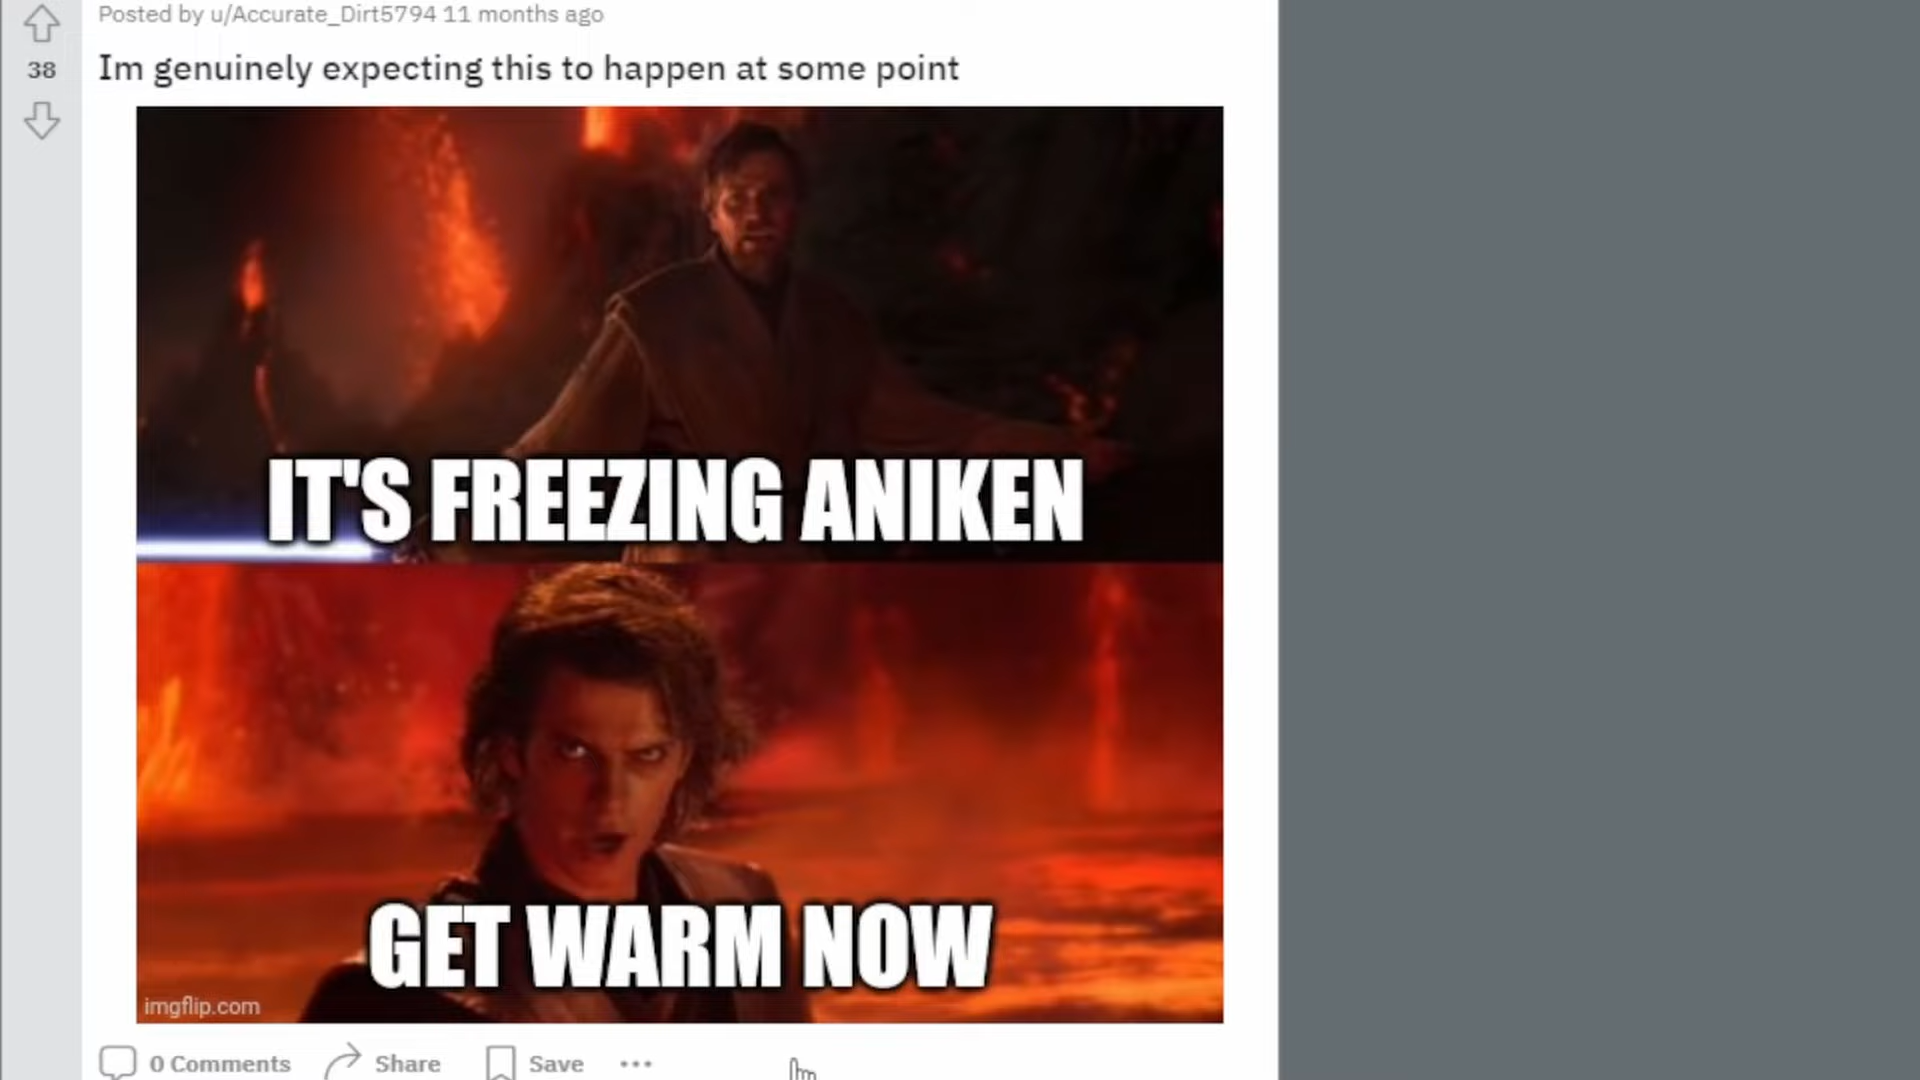 Posted by u/Accurate_Dirt5794 11 months ago
38
Im genuinely expecting this to happen at some point
IT'S FREEZING ANIKEN
GET WARM NOW
imgflip.com
0 Comments Share Save